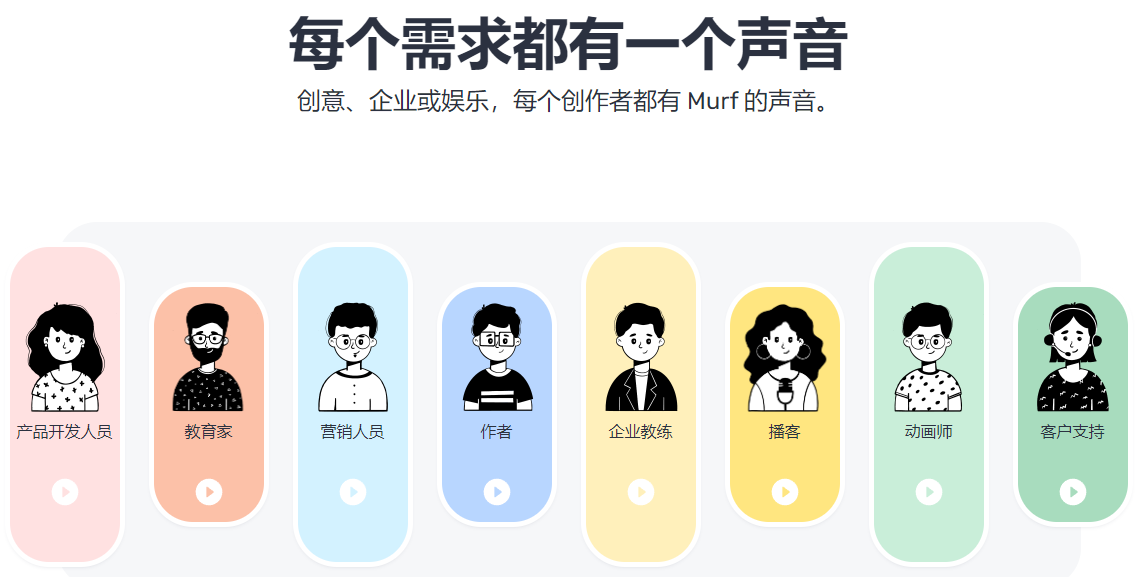 每个需求都有一个声音
创意、企业或娱乐，每个创作者都有 Murf 的声音。
产品开发人员
教育家
营销人员
作者
企业教练
播客
动画师
客户支持